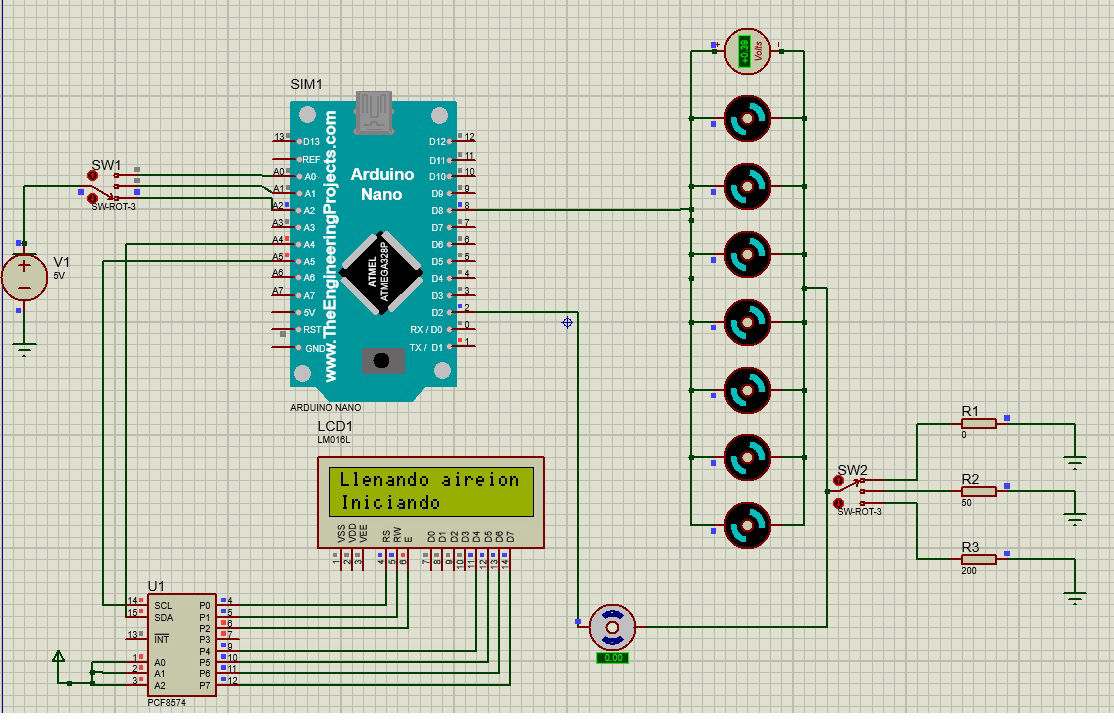 SIM1
www.TheEngineeringProjects.com
Arduino
Nano
ATMEL
ATMEGA328P
13 D13
REF
A0 A0
A1 A1
A2 A2
A3 A3
A4 A4
A5 A5
A6 A6
A7 A7
5V
RST
GND
D12 12
D11 11
D10 10
D9 9
D8 8
D7 7
D6 6
D5 5
D4 4
D3 3
D2 2
RX / D0 0
TX / D1 1
ARDUINO NANO
SW1
SW-ROT-3
V1
5V
+
−
+0.39
Volts
LCD1
LM016L
Llenando aireion
Iniciando
VSS VDD VEE RS RW E D0 D1 D2 D3 D4 D5 D6 D7
1 2 3 4 5 6 7 8 9 10 11 12 13 14
U1
14 SCL P0 4
15 SDA P1 5
P2 6
13 INT P3 7
P4 9
1 A0 P5 10
2 A1 P6 11
3 A2 P7 12
PCF8574
0.00
SW2
SW-ROT-3
R1
0
R2
50
R3
200